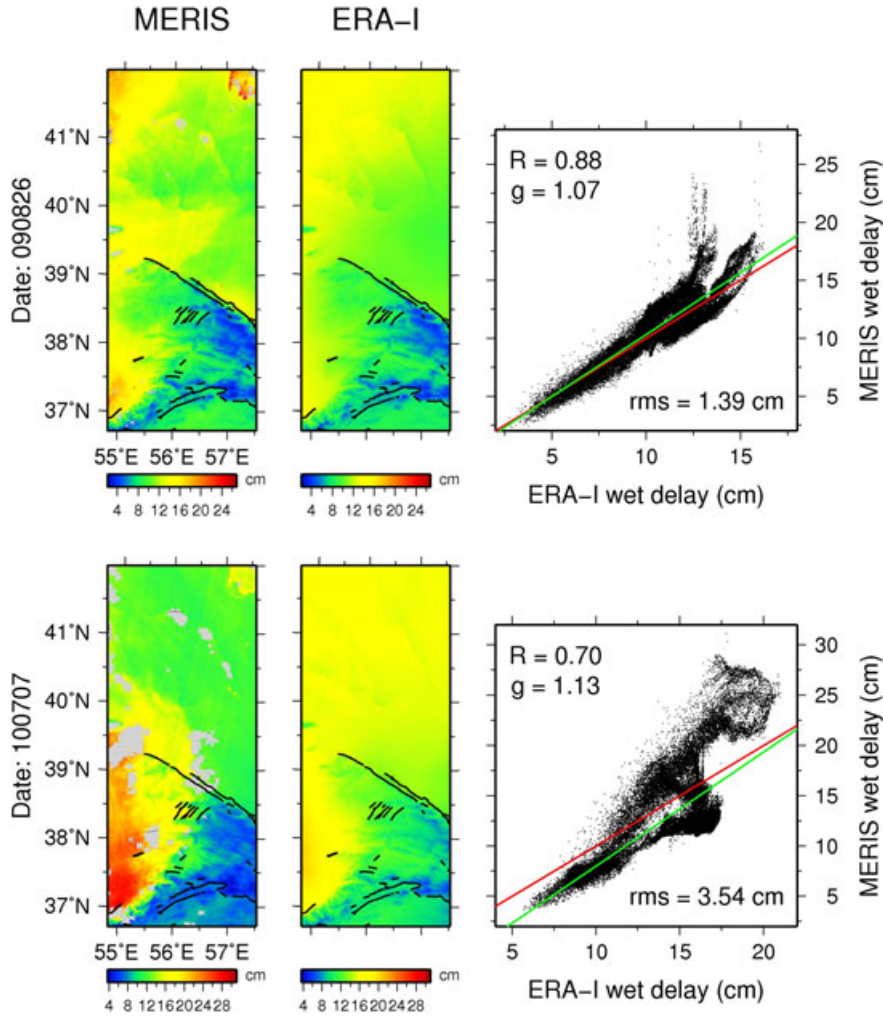 MERIS ERA−I
Date: 090826
41°N
40°N
39°N
38°N
37°N
55°E 56°E 57°E
cm
4 8 12 16 20 24
cm
4 8 12 16 20 24
R = 0.88
g = 1.07
rms = 1.39 cm
25
20
15
10
5
MERIS wet delay (cm)
5 10 15
ERA−I wet delay (cm)
Date: 100707
41°N
40°N
39°N
38°N
37°N
55°E 56°E 57°E
cm
4 8 12 16 20 24 28
cm
4 8 12 16 20 24 28
R = 0.70
g = 1.13
rms = 3.54 cm
30
25
20
15
10
5
MERIS wet delay (cm)
5 10 15 20
ERA−I wet delay (cm)